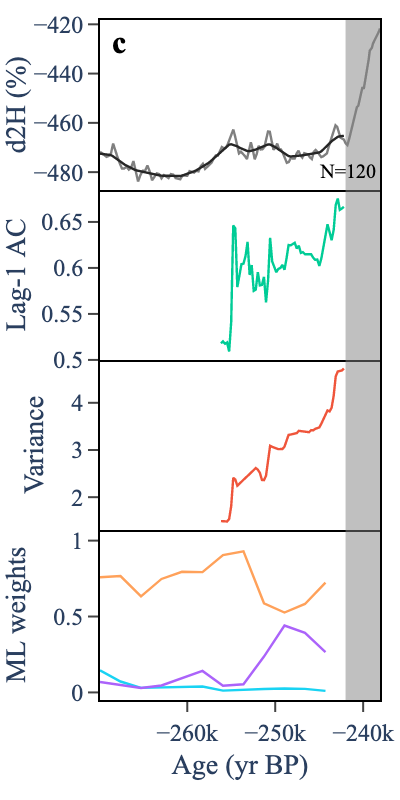 c
−420
−440
−460
−480
d2H (%)
N=120
0.65
0.6
0.55
0.5
Lag-1 AC
4
3
2
Variance
1
0.5
0
ML weights
−260k
−250k
−240k
Age (yr BP)